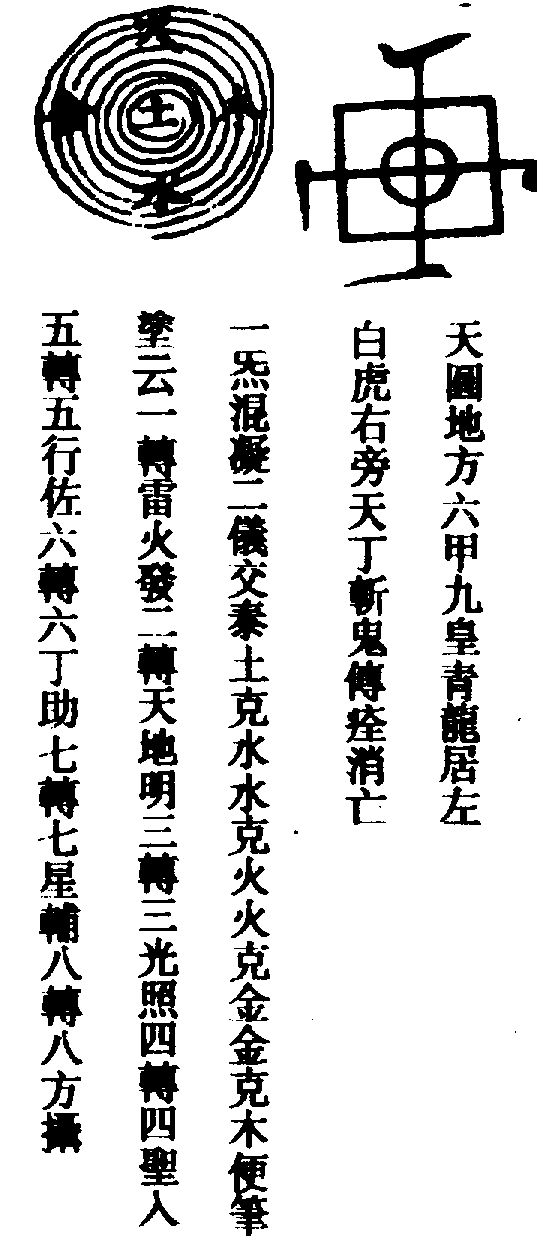 天圓地方六甲九皇青龍居左
白虎右旁天丁斬鬼傳痊消亡
一炁混凝二儀交泰土克水水克火火克金金克木便筆
塗云一轉雷火發二轉天地明三轉三光照四轉四聖入
五轉五行佐六轉六丁助七轉七星輔八轉八方攝
火
土
木
水